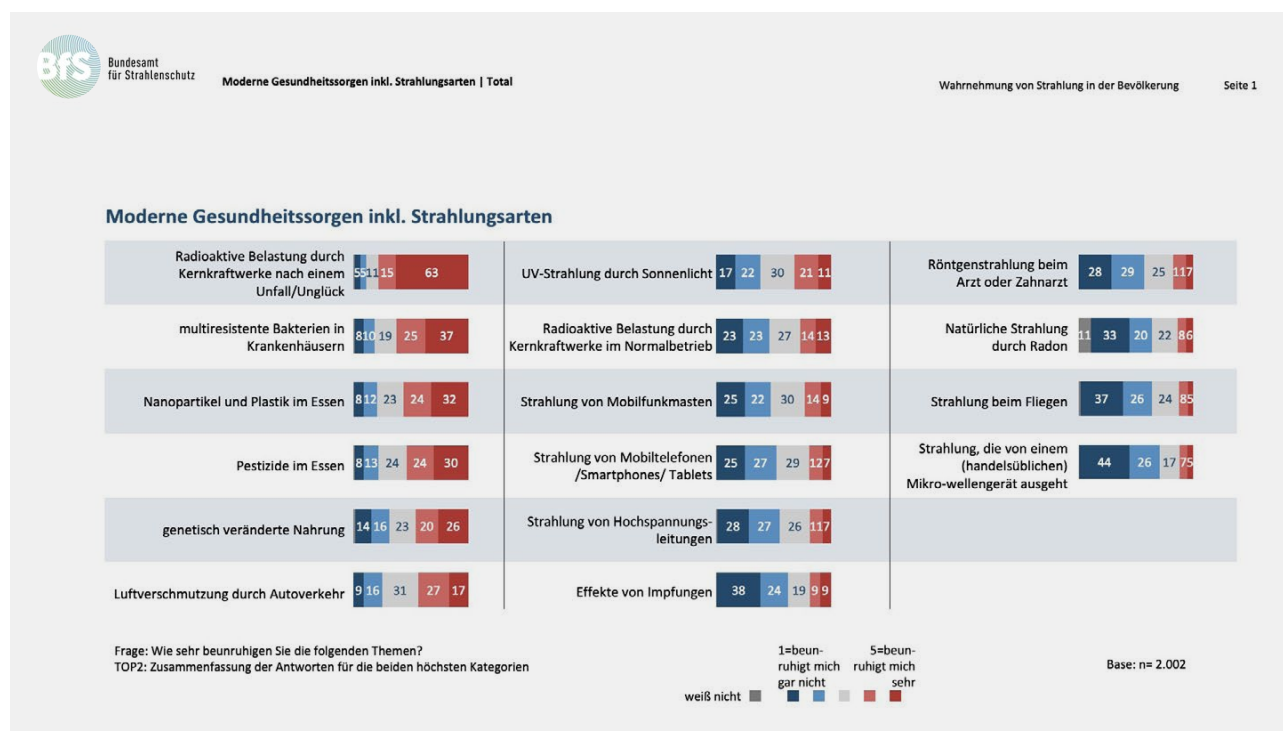 BfS
Bundesamt
für Strahlenschutz
Moderne Gesundheitssorgen inkl. Strahlungsarten | Total
Wahrnehmung von Strahlung in der Bevölkerung
Seite 1
Moderne Gesundheitssorgen inkl. Strahlungsarten
Radioaktive Belastung durch
Kernkraftwerke nach einem
Unfall/Unglück
5 5 11 15 63
multiresistente Bakterien in
Krankenhäusern
8 10 19 25 37
Nanopartikel und Plastik im Essen
8 12 23 24 32
Pestizide im Essen
8 13 24 24 30
genetisch veränderte Nahrung
14 16 23 20 26
Luftverschmutzung durch Autoverkehr
9 16 31 27 17
UV-Strahlung durch Sonnenlicht
17 22 30 21 11
Radioaktive Belastung durch
Kernkraftwerke im Normalbetrieb
23 23 27 14 13
Strahlung von Mobilfunkmasten
25 22 30 14 9
Strahlung von Mobiltelefonen
/Smartphones/ Tablets
25 27 29 12 7
Strahlung von Hochspannungs-
leitungen
28 27 26 11 7
Effekte von Impfungen
38 24 19 9 9
Röntgenstrahlung beim
Arzt oder Zahnarzt
28 29 25 11 7
Natürliche Strahlung
durch Radon
11 33 20 22 8 6
Strahlung beim Fliegen
37 26 24 8 5
Strahlung, die von einem
(handelsüblichen)
Mikro-wellengerät ausgeht
44 26 17 7 5
Frage: Wie sehr beunruhigen Sie die folgenden Themen?
TOP2: Zusammenfassung der Antworten für die beiden höchsten Kategorien
weiß nicht
1=beun-
ruhigt mich
gar nicht
5=beun-
ruhigt mich
sehr
Base: n= 2.002